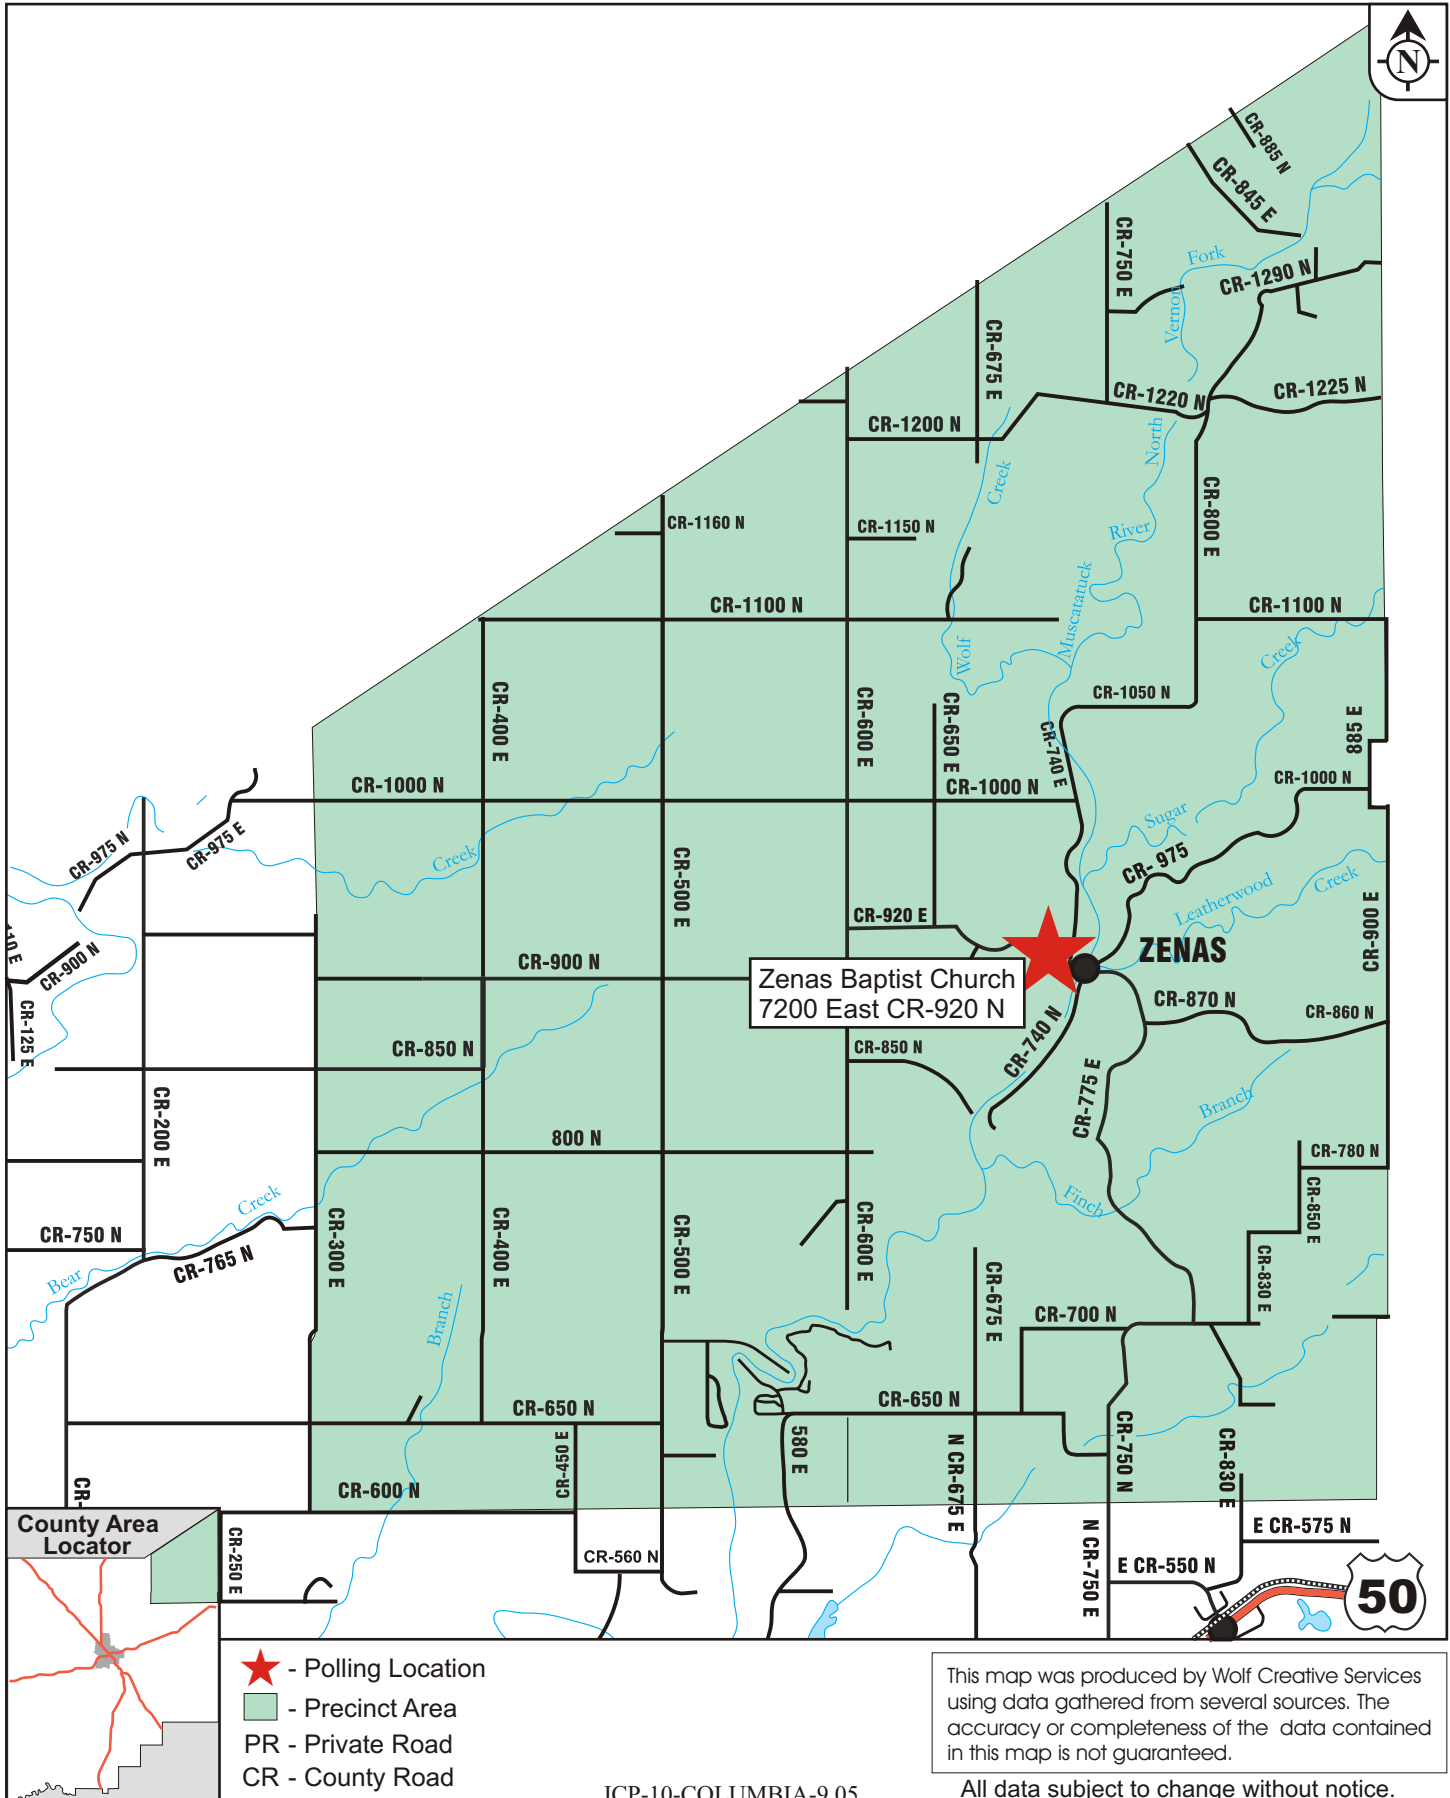 N
CR-885 N
CR-845 E
CR-750 E
Fork
CR-1290 N
Vernon
CR-675 E
CR-1220 N
CR-1225 N
CR-1200 N
North
Creek
CR-800 E
CR-1160 N
CR-1150 N
River
Muscatatuck
CR-1100 N
CR-1100 N
Wolf
Creek
CR-400 E
CR-600 E
CR-650 E
CR-1050 N
CR-740 E
885 E
CR-1000 N
CR-1000 N
CR-1000 N
CR-975 N
CR-975 E
Creek
CR-500 E
Sugar
CR- 975
Leatherwood
Creek
CR-920 E
CR-900 E
110 E
CR-900 N
CR-900 N
ZENAS
Zenas Baptist Church
7200 East CR-920 N
CR-870 N
CR-860 N
CR-125 E
CR-850 N
CR-850 N
CR-740 N
CR-775 E
Branch
CR-200 E
800 N
CR-780 N
Finch
Creek
CR-750 N
CR-765 N
Bear
CR-300 E
CR-400 E
CR-500 E
CR-600 E
CR-850 E
CR-830 E
CR-675 E
CR-700 N
Branch
CR-650 N
CR-650 N
CR-450 E
580 E
N CR-675 E
CR-750 N
CR-830 E
CR-
CR-600 N
County Area
Locator
CR-250 E
CR-560 N
N CR-750 E
E CR-575 N
E CR-550 N
50
- Polling Location
- Precinct Area
PR - Private Road
CR - County Road
JCP-10-COLUMBIA-9.05
This map was produced by Wolf Creative Services
using data gathered from several sources. The
accuracy or completeness of the data contained
in this map is not guaranteed.
All data subject to change without notice.